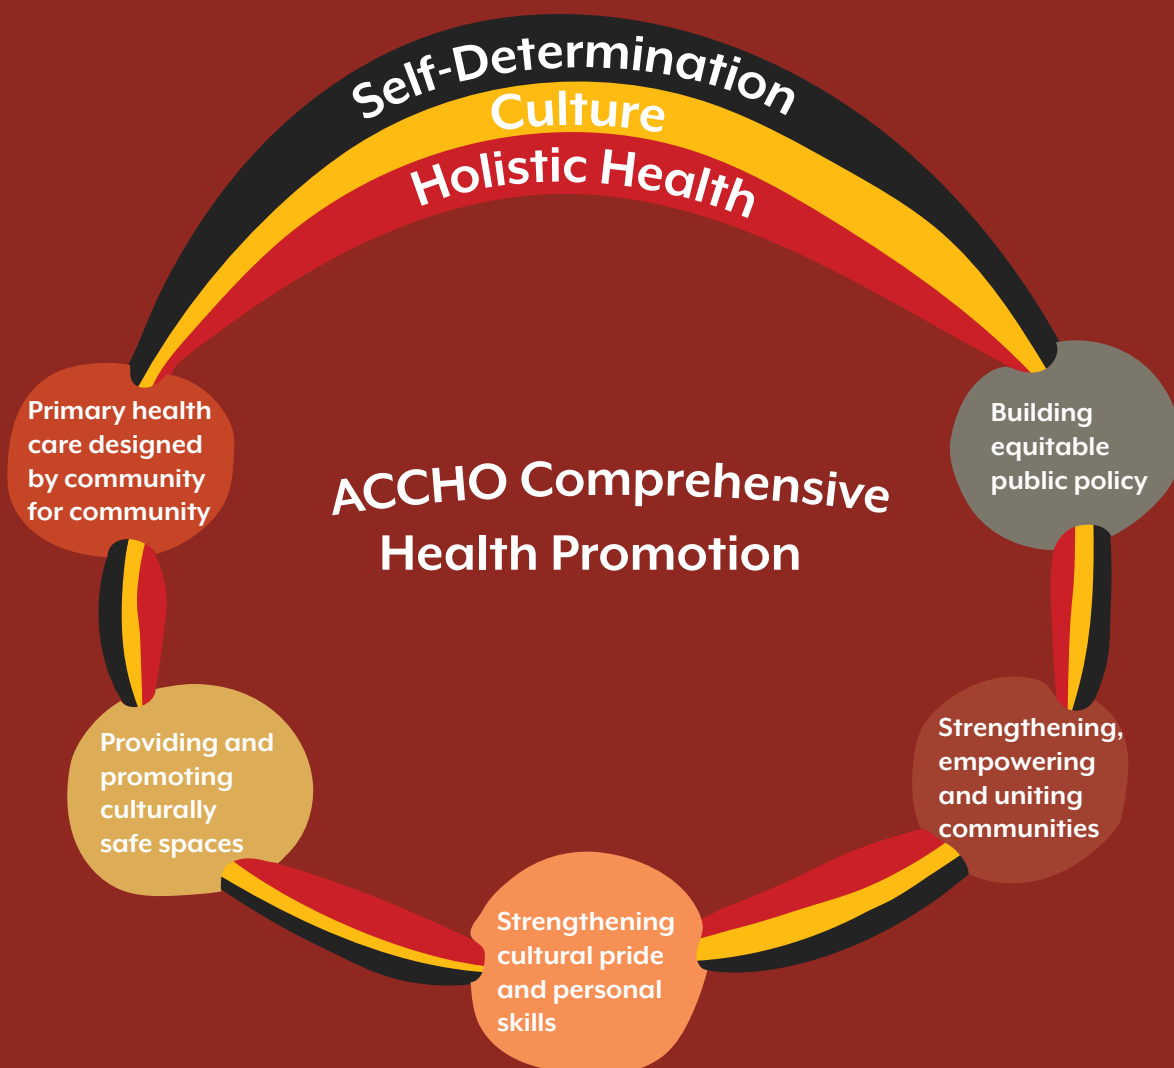 Self-Determination
Culture
Holistic Health
Primary health
care designed
by community
for community
Building
equitable
public policy
ACCHO Comprehensive
Health Promotion
Providing and
promoting
culturally
safe spaces
Strengthening,
empowering
and uniting
communities
Strengthening
cultural pride
and personal
skills